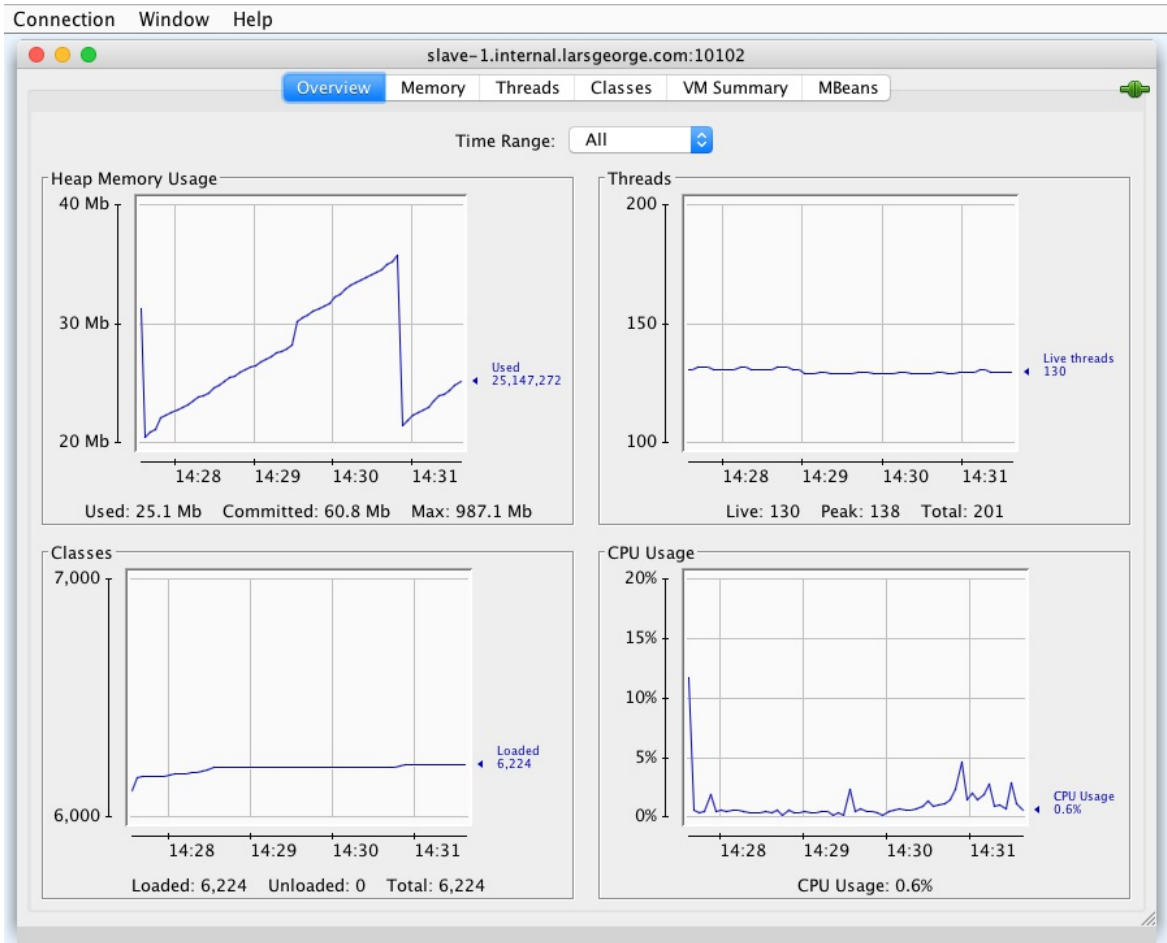 Connection Window Help
slave-1.internal.larsgeorge.com:10102
Overview Memory Threads Classes VM Summary MBeans
Time Range: All
Heap Memory Usage
40 Mb
30 Mb
20 Mb
Used
25,147,272
14:28 14:29 14:30 14:31
Used: 25.1 Mb Committed: 60.8 Mb Max: 987.1 Mb
Threads
200
150
100
Live threads
130
14:28 14:29 14:30 14:31
Live: 130 Peak: 138 Total: 201
Classes
7,000
6,000
Loaded
6,224
14:28 14:29 14:30 14:31
Loaded: 6,224 Unloaded: 0 Total: 6,224
CPU Usage
20%
15%
10%
5%
0%
CPU Usage
0.6%
14:28 14:29 14:30 14:31
CPU Usage: 0.6%